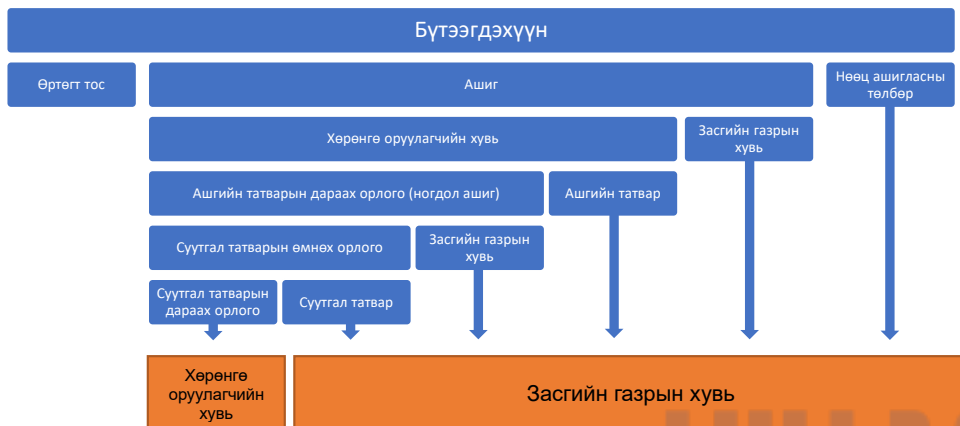 Бүтээгдэхүүн
Өртөгт тос
Ашиг
Нөөц ашигласны
төлбөр
Хөрөнгө оруулагчийн хувь
Засгийн газрын
хувь
Ашгийн татварын дараах орлого (ногдол ашиг)
Ашгийн татвар
Суутгал татварын өмнөх орлого
Засгийн газрын
хувь
Суутгал татварын
дараах орлого
Суутгал татвар
Хөрөнгө
оруулагчийн
хувь
Засгийн газрын хувь